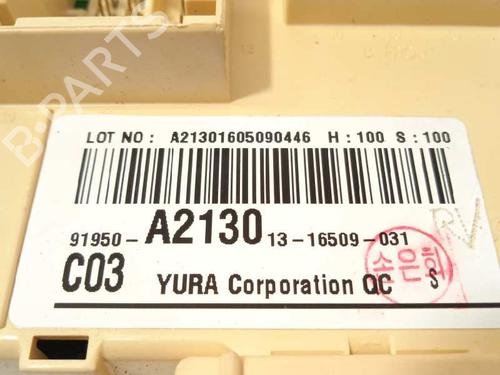 B-PARTS
LOT NO : A21301605090446 H : 100 S : 100
91950-A2130 13-16509-031
RV
C03 YURA Corporation QC S